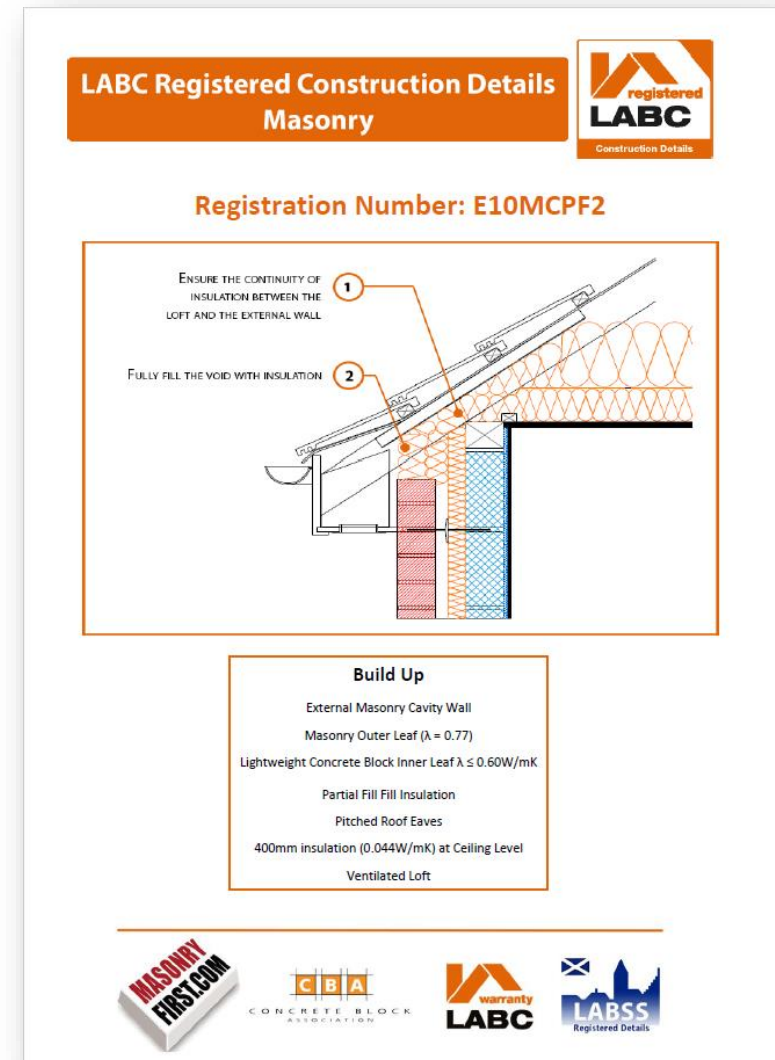 LABC Registered Construction Details
Masonry
registered
LABC
Construction Details
Registration Number: E10MCPF2
ENSURE THE CONTINUITY OF
INSULATION BETWEEN THE
LOFT AND THE EXTERNAL WALL
1
FULLY FILL THE VOID WITH INSULATION
2
Build Up
External Masonry Cavity Wall
Masonry Outer Leaf (λ = 0.77)
Lightweight Concrete Block Inner Leaf λ ≤ 0.60W/mK
Partial Fill Fill Insulation
Pitched Roof Eaves
400mm insulation (0.044W/mK) at Ceiling Level
Ventilated Loft
MASONRY
FIRST.COM
CBA
CONCRETE BLOCK
ASSOCIATION
warranty
LABC
LABSS
Registered Details